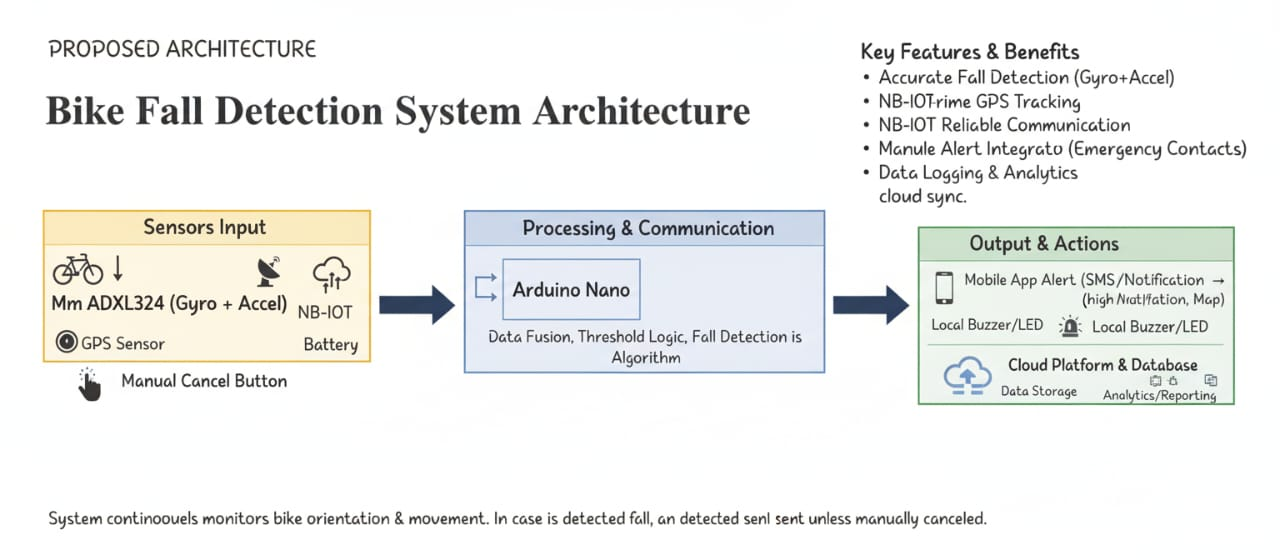 PROPOSED ARCHITECTURE
Bike Fall Detection System Architecture
Key Features & Benefits
• Accurate Fall Detection (Gyro+Accel)
• NB-IOT-rime GPS Tracking
• NB-IOT Reliable Communication
• Manule Alert Integrato (Emergency Contacts)
• Data Logging & Analytics
cloud sync.
Sensors Input
Mm ADXL324 (Gyro + Accel)
NB-IOT
GPS Sensor
Battery
Manual Cancel Button
Processing & Communication
Arduino Nano
Data Fusion, Threshold Logic, Fall Detection is
Algorithm
Output & Actions
Mobile App Alert (SMS/Notification →
(high Map)
Local Buzzer/LED
Local Buzzer/LED
Cloud Platform & Database
Data Storage
Analytics/Reporting
System continoouels monitors bike orientation & movement. In case is detected fall, an detected senl sent unless manually canceled.